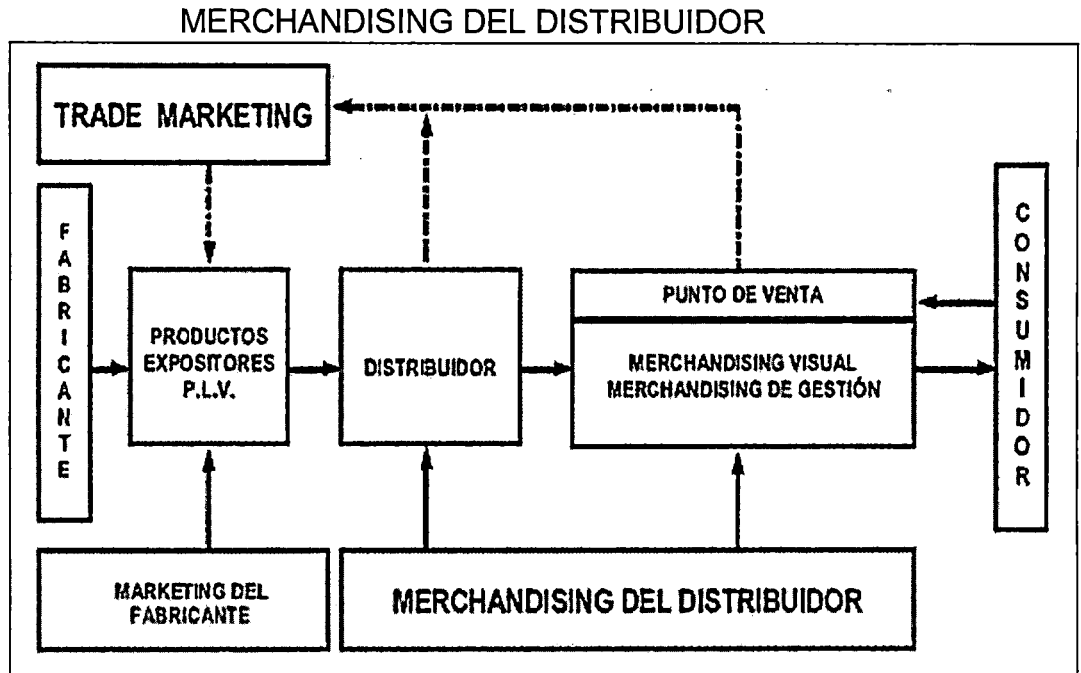 MERCHANDISING DEL DISTRIBUIDOR
TRADE MARKETING
FABRICANTE
PRODUCTOS
EXPOSITORES
P.L.V.
DISTRIBUIDOR
PUNTO DE VENTA
MERCHANDISING VISUAL
MERCHANDISING DE GESTIÓN
CONSUMIDOR
MARKETING DEL
FABRICANTE
MERCHANDISING DEL DISTRIBUIDOR